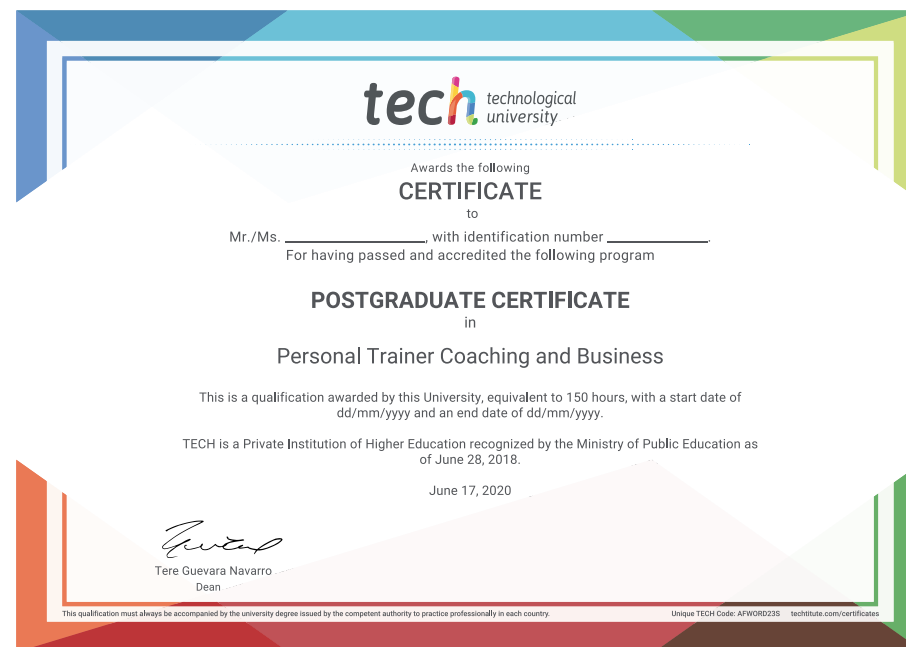 tech technological
university
Awards the following
CERTIFICATE
to
Mr./Ms. ____________________, with identification number ______________.
For having passed and accredited the following program
POSTGRADUATE CERTIFICATE
in
Personal Trainer Coaching and Business
This is a qualification awarded by this University, equivalent to 150 hours, with a start date of
dd/mm/yyyy and an end date of dd/mm/yyyy.
TECH is a Private Institution of Higher Education recognized by the Ministry of Public Education as
of June 28, 2018.
June 17, 2020
Tere Guevara Navarro
Dean
This qualification must always be accompanied by the university degree issued by the competent authority to practice professionally in each country.
Unique TECH Code: AFWORD23S techtitute.com/certificates